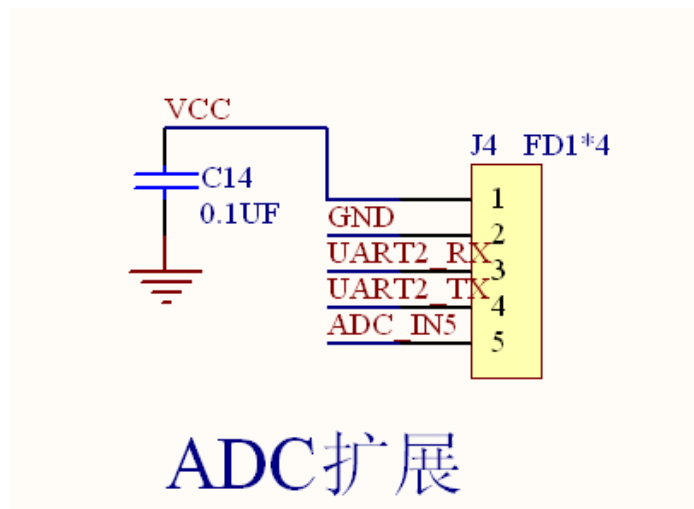 VCC
J4 FD1*4
C14
0.1UF
1
GND
2
UART2_RX
3
UART2_TX
4
ADC_IN5
5
ADC扩展